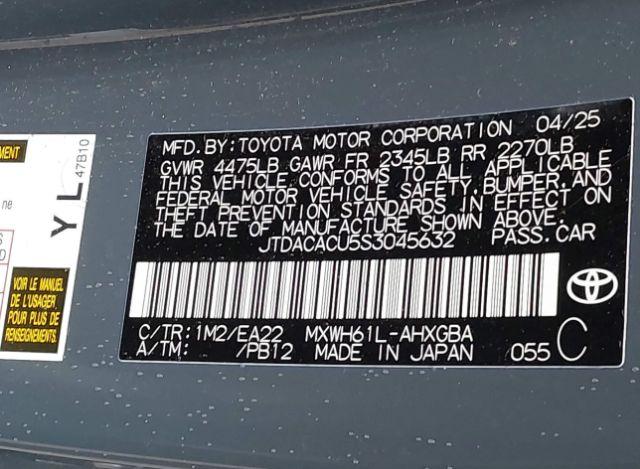 MENT
47B10
YL
ne
S
D
VOIR LE MANUEL
DE L'USAGER
POUR PLUS DE
RENSEIGNEMENTS.
MFD. BY: TOYOTA MOTOR CORPORATION 04/25
GVWR 4475LB GAWR FR 2345LB RR 2270LB
THIS VEHICLE CONFORMS TO ALL APPLICABLE
FEDERAL MOTOR VEHICLE SAFETY, BUMPER, AND
THEFT PREVENTION STANDARDS IN EFFECT ON
THE DATE OF MANUFACTURE SHOWN ABOVE.
JTDACACU5S3045632 PASS. CAR
C/TR: 1M2/EA22 MXWH61L-AHXGBA
A/TM: /PB12 MADE IN JAPAN 055 C